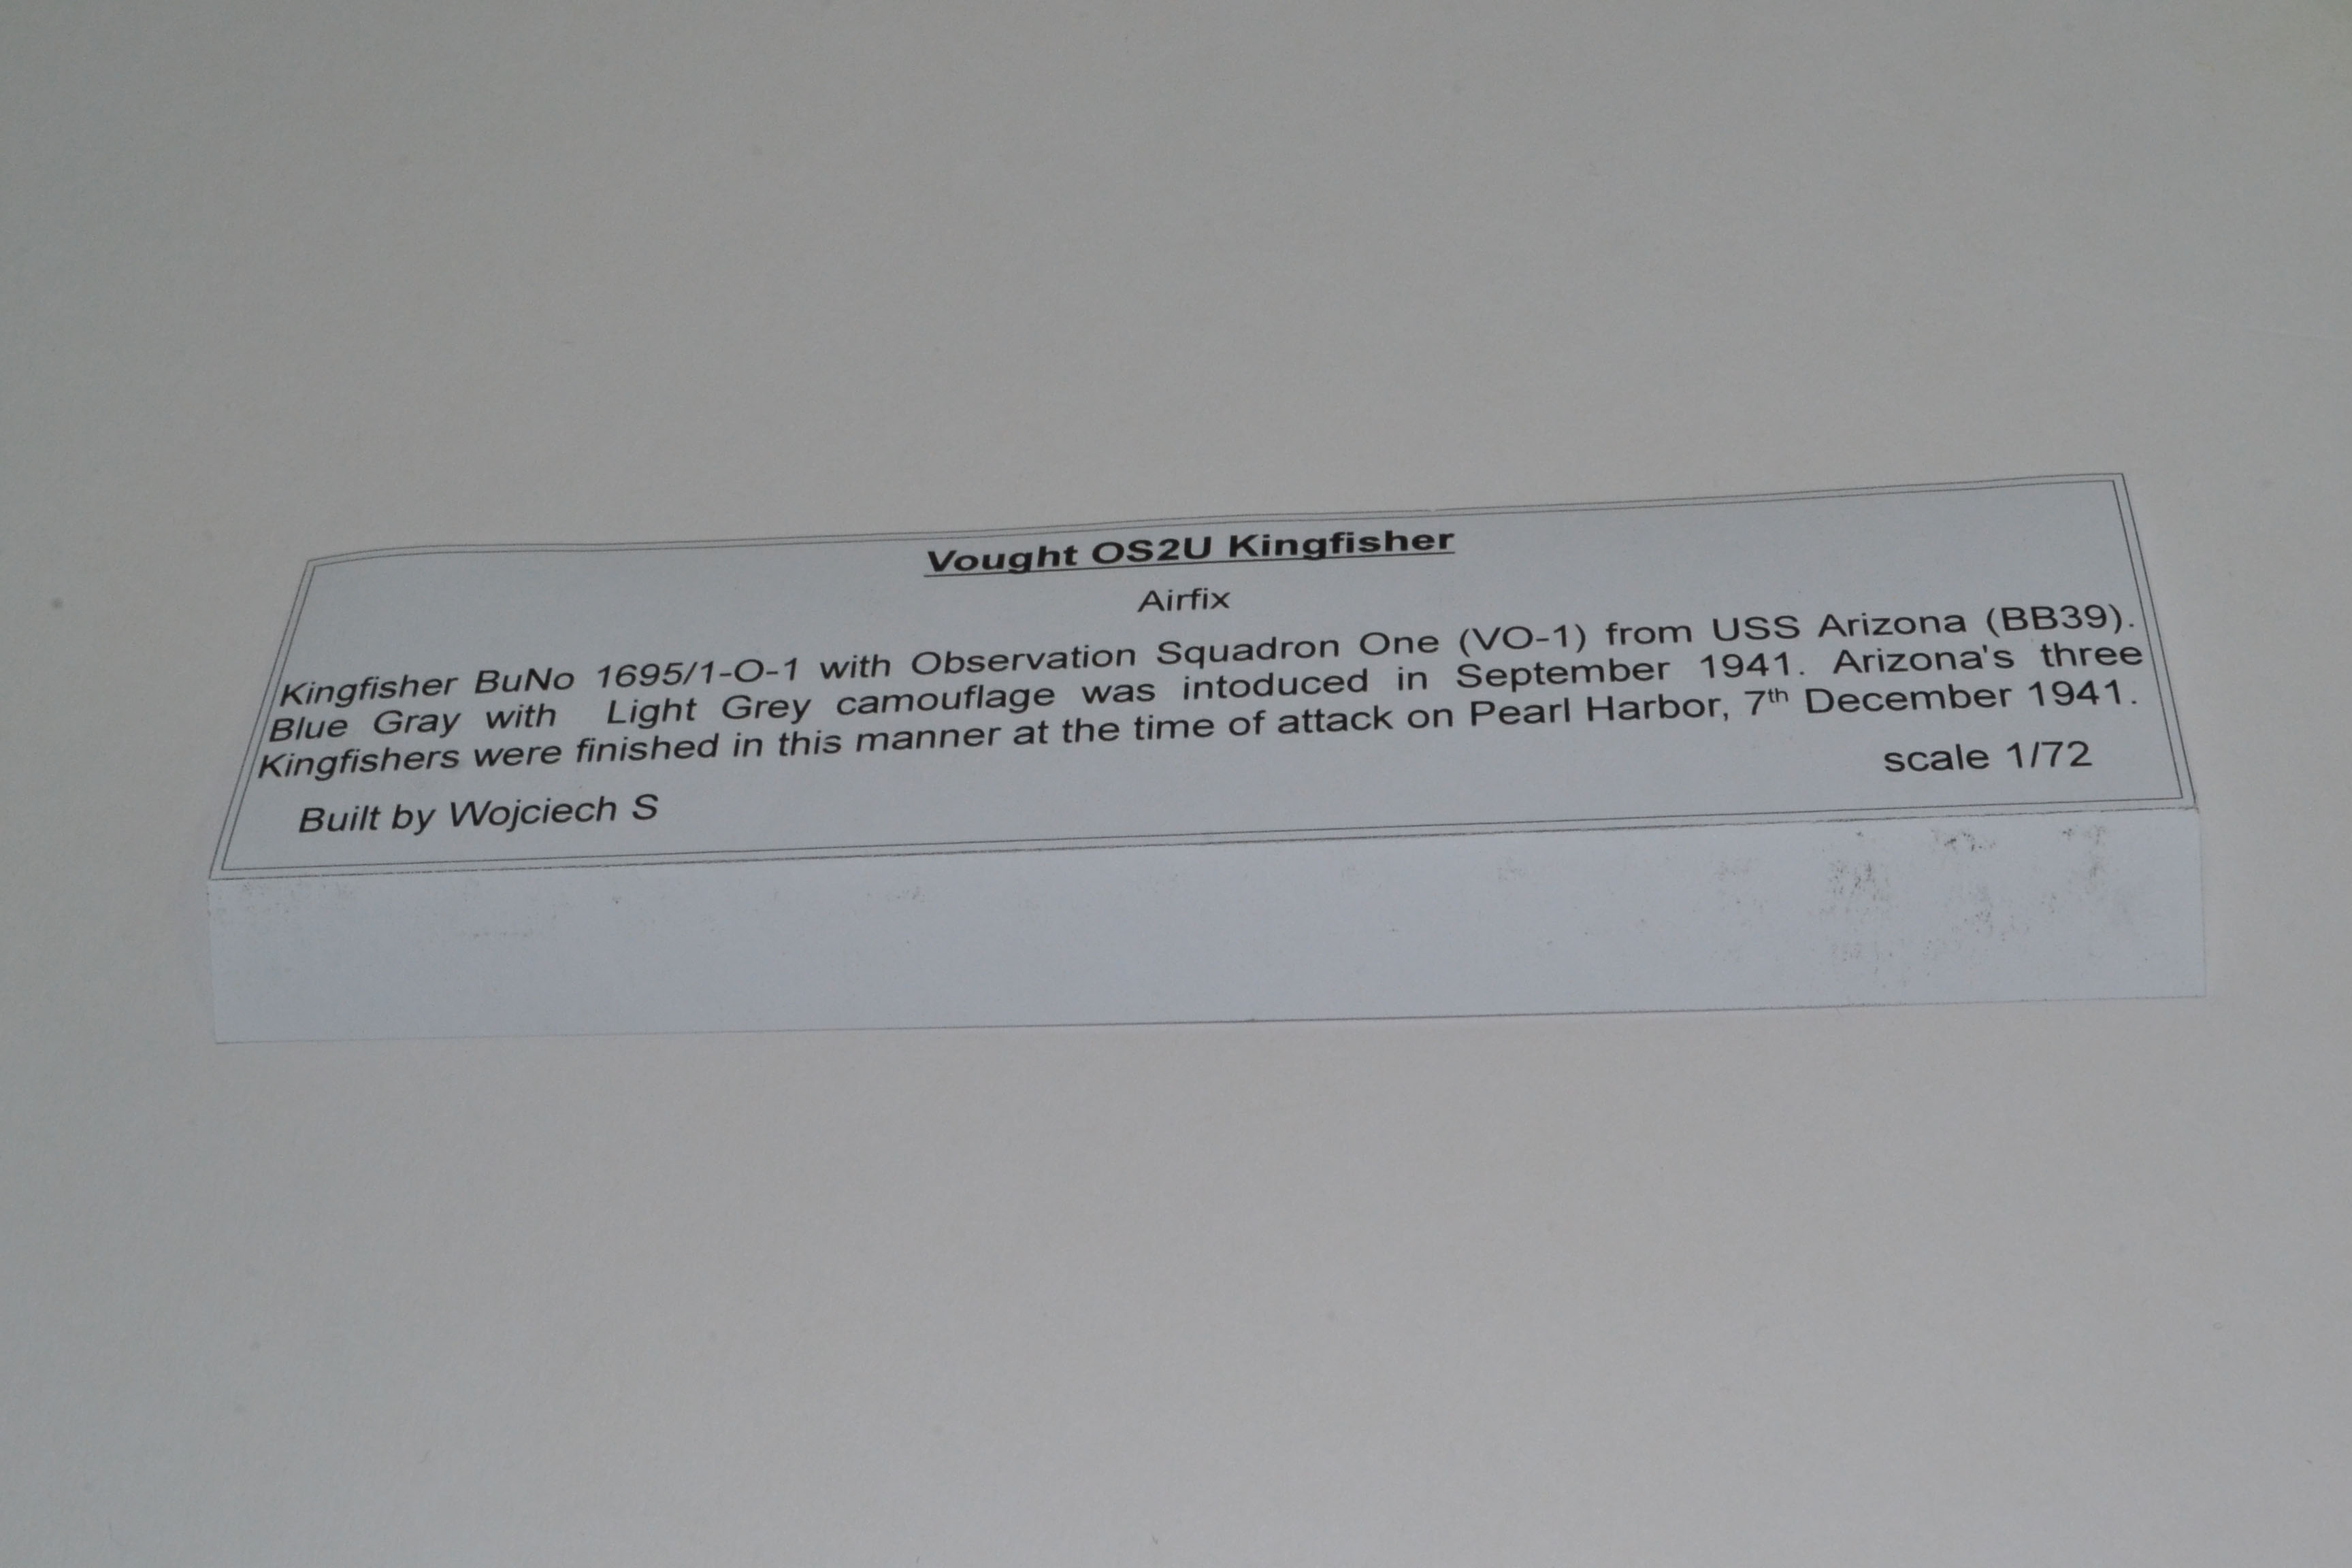 Vought OS2U Kingfisher
Airfix
Kingfisher BuNo 1695/1-O-1 with Observation Squadron One (VO-1) from USS Arizona (BB39).
Blue Gray with Light Grey camouflage was intoduced in September 1941. Arizona's three
Kingfishers were finished in this manner at the time of attack on Pearl Harbor, 7th December 1941.
scale 1/72
Built by Wojciech S